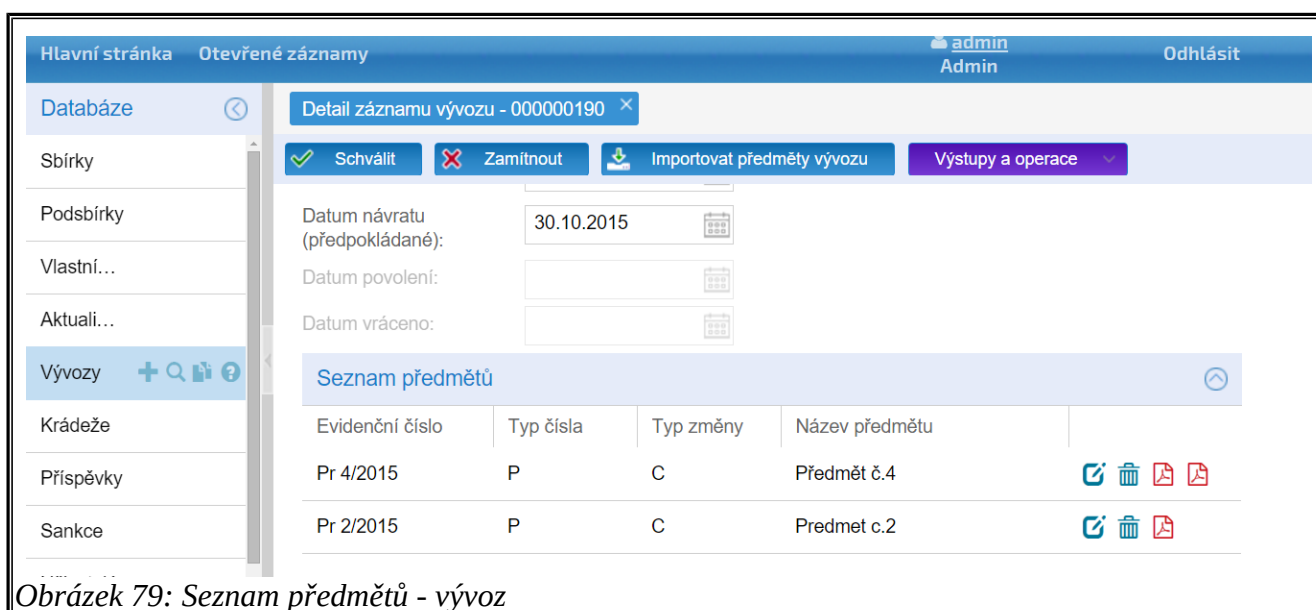 Hlavní stránka Otevřené záznamy admin Odhlásit
Admin
Databáze
Detail záznamu vývozu - 000000190
Schválit Zamítnout Importovat předměty vývozu Výstupy a operace
Sbírky
Podsbírky
Vlastní…
Aktuali…
Vývozy
Krádeže
Příspěvky
Sankce
Datum návratu
(předpokládané): 30.10.2015
Datum povolení:
Datum vráceno:
Seznam předmětů
Evidenční číslo Typ čísla Typ změny Název předmětu
Pr 4/2015 P C Předmět č.4
Pr 2/2015 P C Predmet c.2
Obrázek 79: Seznam předmětů - vývoz